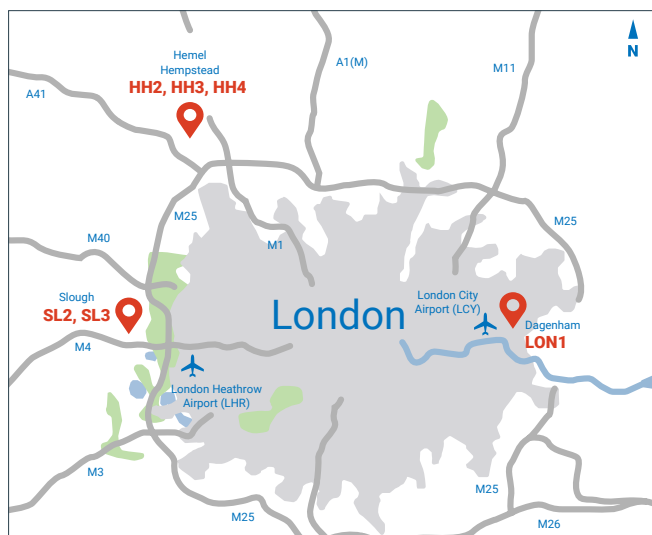 Hemel
Hempstead
HH2, HH3, HH4
A1(M)
M11
N
A41
M25
M25
M40
M1
Slough
SL2, SL3
London City
Airport (LCY)
London
Dagenham
LON1
M4
London Heathrow
Airport (LHR)
M3
M25
M25
M26